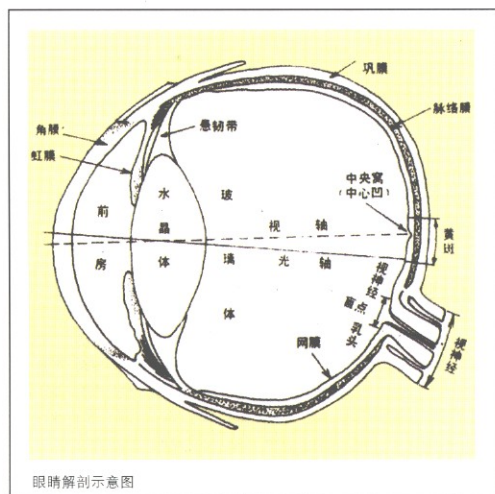 巩膜
脉络膜
角膜
虹膜
悬韧带
中央窝
(中心凹)
黄斑
前房
水晶体
玻璃体
视轴
光轴
视神经
盲点 乳头
网膜
视神经
眼睛解剖示意图